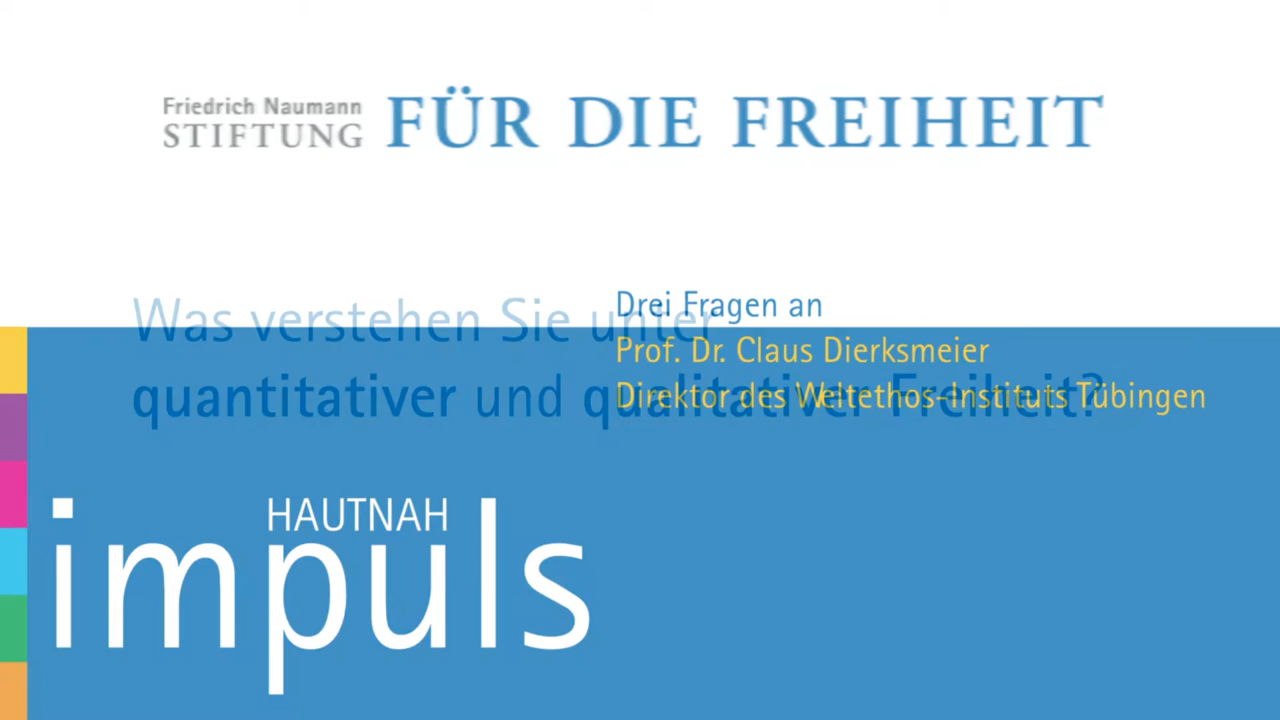 Friedrich Naumann
STIFTUNG FÜR DIE FREIHEIT
Drei Fragen an
Was verstehen Sie unter
Prof. Dr. Claus Dierksmeier
quantitativer und qualitativer Freiheit?
Direktor des Weltethos-Instituts Tübingen
HAUTNAH
impuls